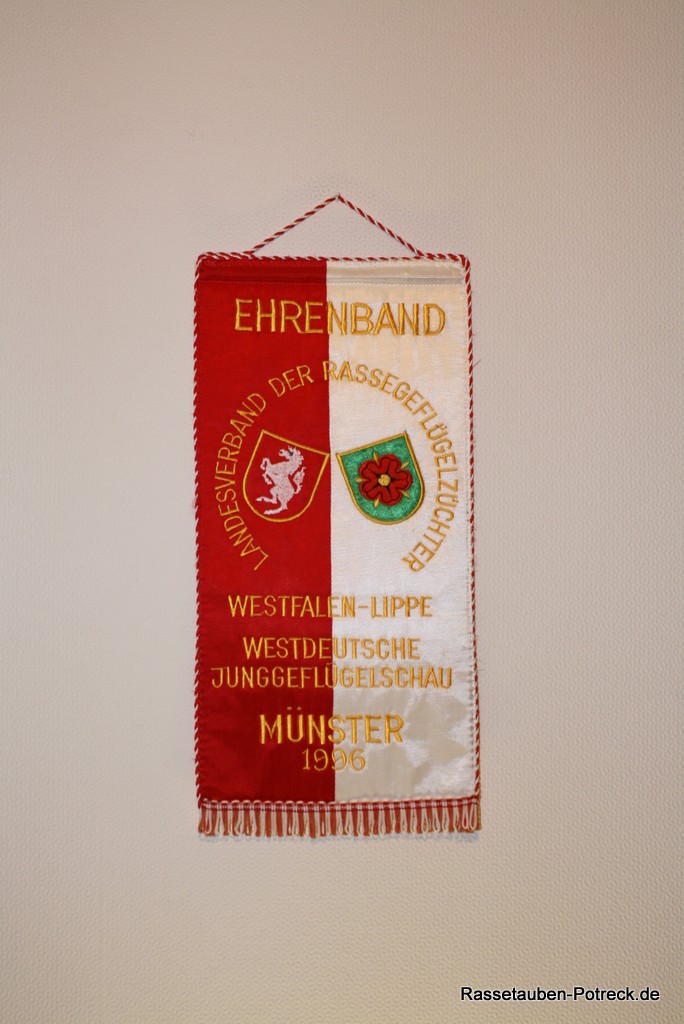 EHRENBAND
LANDESVERBAND DER RASSEGEFLÜGELZÜCHTER
WESTFALEN-LIPPE
WESTDEUTSCHE
JUNGGEFLÜGELSCHAU
MÜNSTER
1996
Rassetauben-Potreck.de